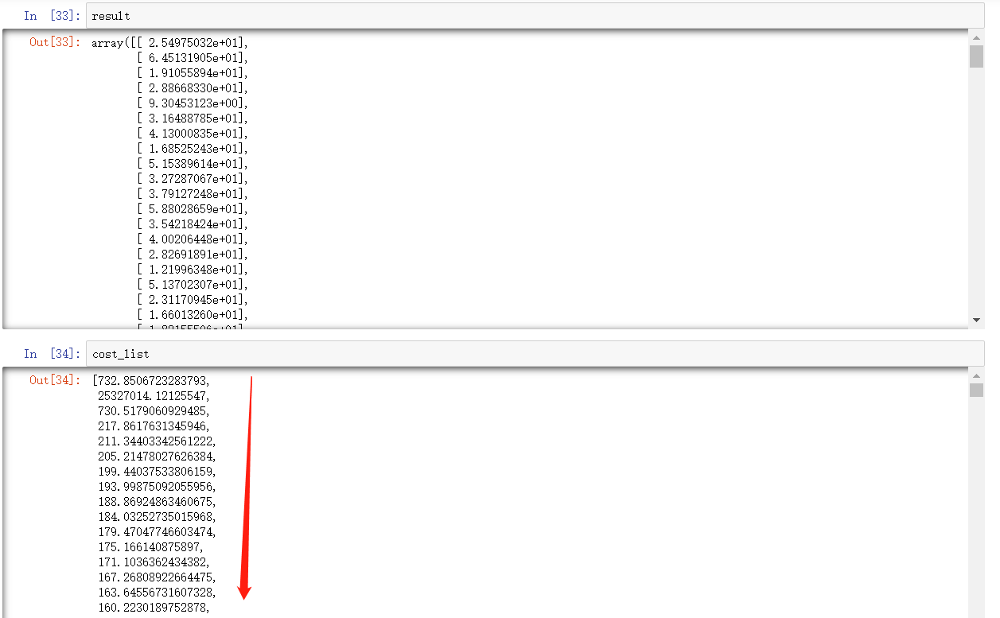 In [33]: result
Out[33]: array([[ 2.54975032e+01],
[ 6.45131905e+01],
[ 1.91055894e+01],
[ 2.88668330e+01],
[ 9.30453123e+00],
[ 3.16488785e+01],
[ 4.13000835e+01],
[ 1.68525243e+01],
[ 5.15389614e+01],
[ 3.27287067e+01],
[ 3.79127248e+01],
[ 5.88028659e+01],
[ 3.54218424e+01],
[ 4.00206448e+01],
[ 2.82691891e+01],
[ 1.21996348e+01],
[ 5.13702307e+01],
[ 2.31170945e+01],
[ 1.66013260e+01],
In [34]: cost_list
Out[34]: [732.8506723283793,
25327014.12125547,
730.5179060929485,
217.8617631345946,
211.34403342561222,
205.21478027626384,
199.44037533806159,
193.99875092055956,
188.86924863460675,
184.03252735015968,
179.47047746603474,
175.166140875897,
171.1036362434382,
167.26808922664475,
163.64556731607328,
160.2230189752878,